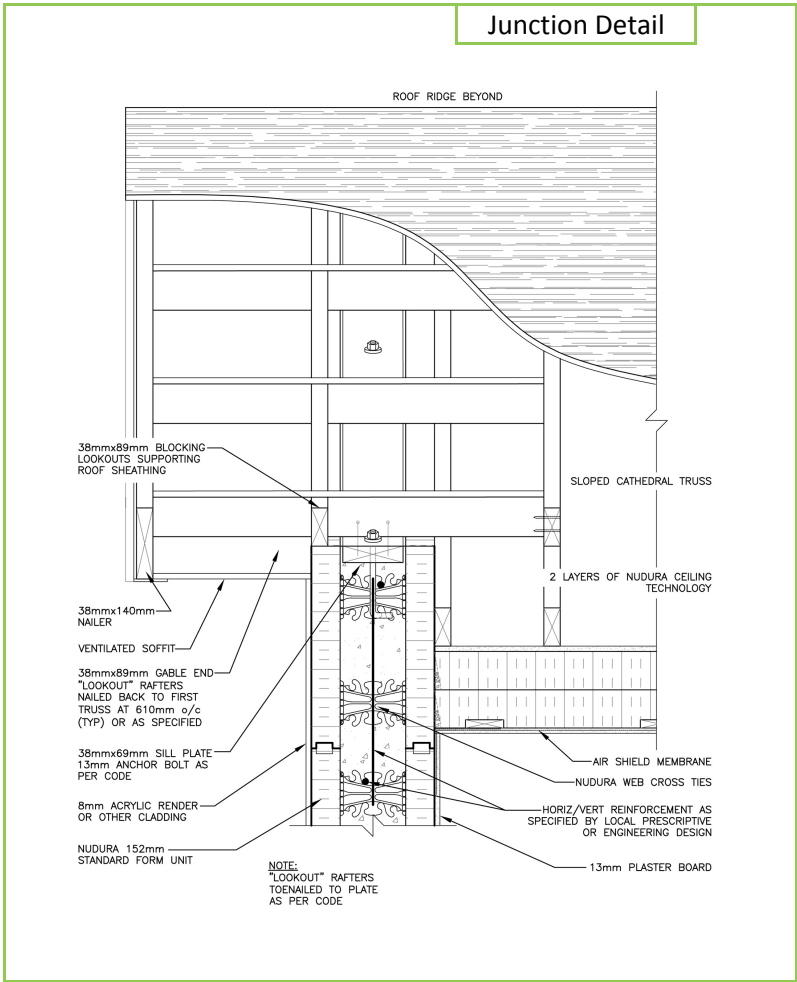 Junction Detail
ROOF RIDGE BEYOND
38mmx89mm BLOCKING
LOOKOUTS SUPPORTING
ROOF SHEATHING
SLOPED CATHEDRAL TRUSS
2 LAYERS OF NUDURA CEILING
TECHNOLOGY
38mmx140mm
NAILER
VENTILATED SOFFIT
38mmx89mm GABLE END
"LOOKOUT" RAFTERS
NAILED BACK TO FIRST
TRUSS AT 610mm o/c
(TYP) OR AS SPECIFIED
38mmx69mm SILL PLATE
13mm ANCHOR BOLT AS
PER CODE
8mm ACRYLIC RENDER
OR OTHER CLADDING
NUDURA 152mm
STANDARD FORM UNIT
AIR SHIELD MEMBRANE
NUDURA WEB CROSS TIES
HORIZ/VERT REINFORCEMENT AS
SPECIFIED BY LOCAL PRESCRIPTIVE
OR ENGINEERING DESIGN
13mm PLASTER BOARD
NOTE:
"LOOKOUT" RAFTERS
TOENAILED TO PLATE
AS PER CODE